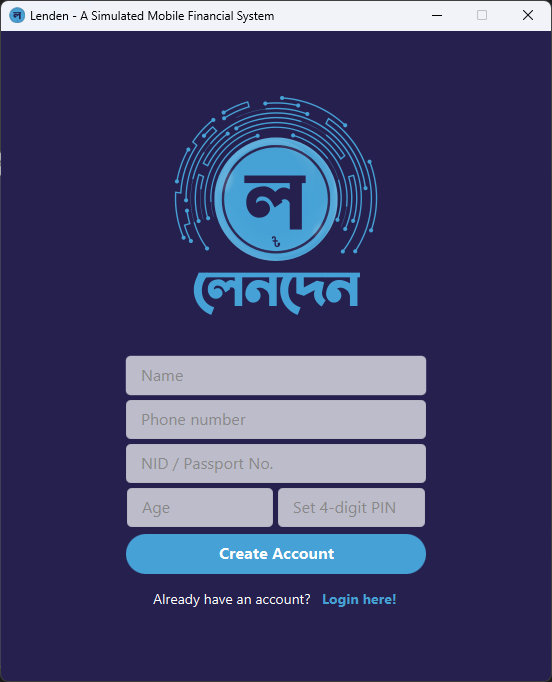 Lenden - A Simulated Mobile Financial System
ল
৳
লেনদেন
Name
Phone number
NID / Passport No.
Age Set 4-digit PIN
Create Account
Already have an account? Login here!